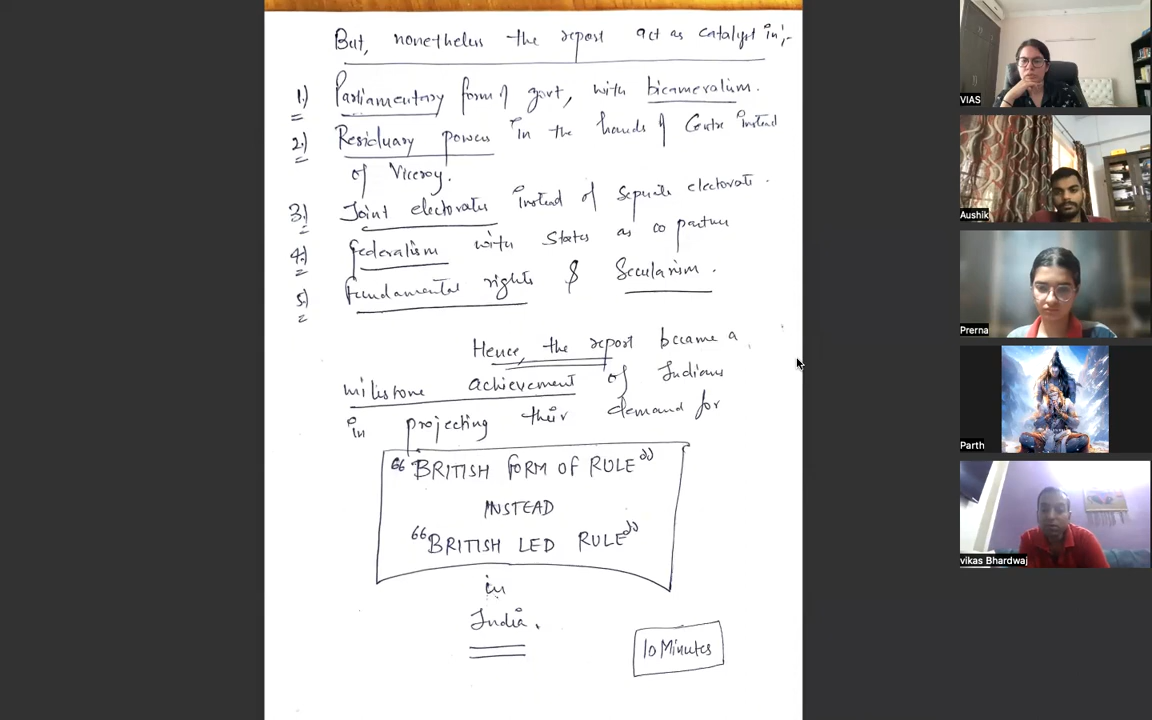 But, nonetheless the report act as catalyst in;-
1.) Parliamentary form of govt, with bicameralism.
2.) Residuary powers in the hands of Centre instead
of Viceroy.
3.) Joint electorates instead of seperate electorate.
4.) federalism with States as co partner
5.) Fundamental rights & Secularism.
Hence, the report became a
milestone achievement of Indians
in projecting their demand for
"BRITISH FORM OF RULE"
INSTEAD
"BRITISH LED RULE"
in
India.
10 Minutes
VIAS
Aushik
Prerna
Parth
vikas Bhardwaj